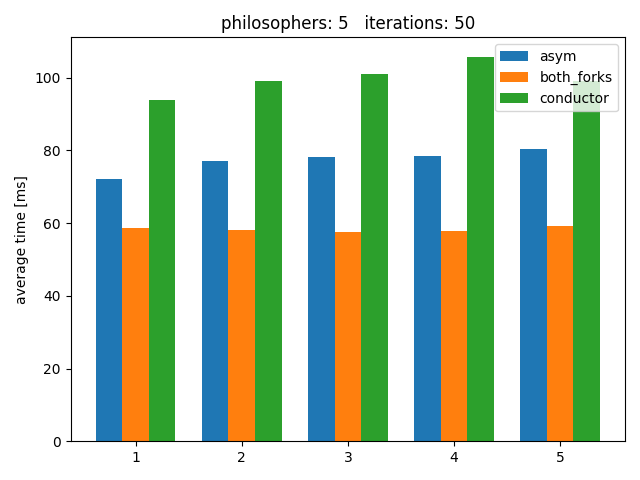 philosophers: 5   iterations: 50
asym
both_forks
conductor
average time [ms]
100
80
60
40
20
0
1 2 3 4 5